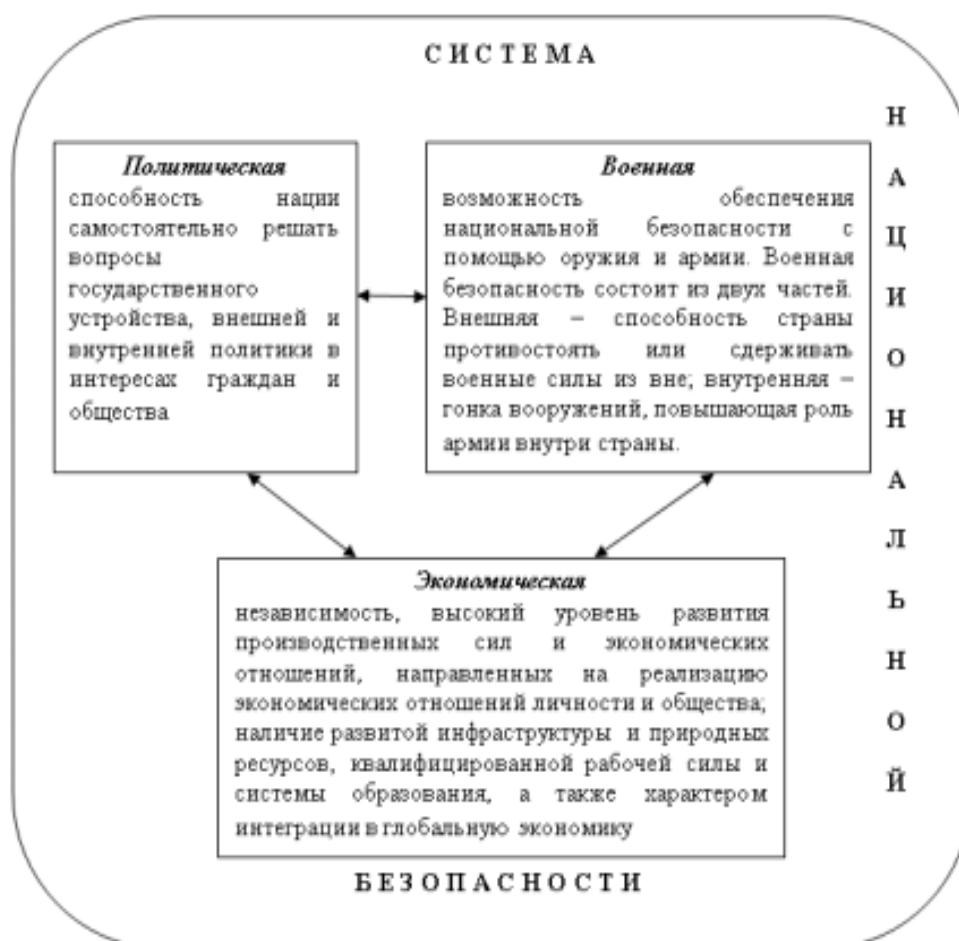 СИСТЕМА
НАЦИОНАЛЬНОЙ
Политическая
способность нации
самостоятельно решать
вопросы
государственного
устройства, внешней и
внутренней политики в
интересах граждан и
общества
Военная
возможность обеспечения
национальной безопасности с
помощью оружия и армии. Военная
безопасность состоит из двух частей.
Внешняя – способность страны
противостоять или сдерживать
военные силы из вне; внутренняя –
гонка вооружений, повышающая роль
армии внутри страны.
Экономическая
независимость, высокий уровень развития
производственных сил и экономических
отношений, направленных на реализацию
экономических отношений личности и общества;
наличие развитой инфраструктуры и природных
ресурсов, квалифицированной рабочей силы и
системы образования, а также характером
интеграции в глобальную экономику
БЕЗОПАСНОСТИ